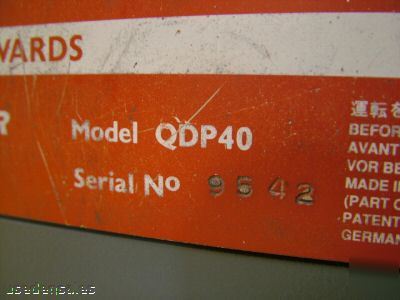 WARDS
R
Model QDP40
Serial No 9542
運転を
BEFOR
AVANT
VOR BE
MADE I
(PART O
PATENT
GERMAN